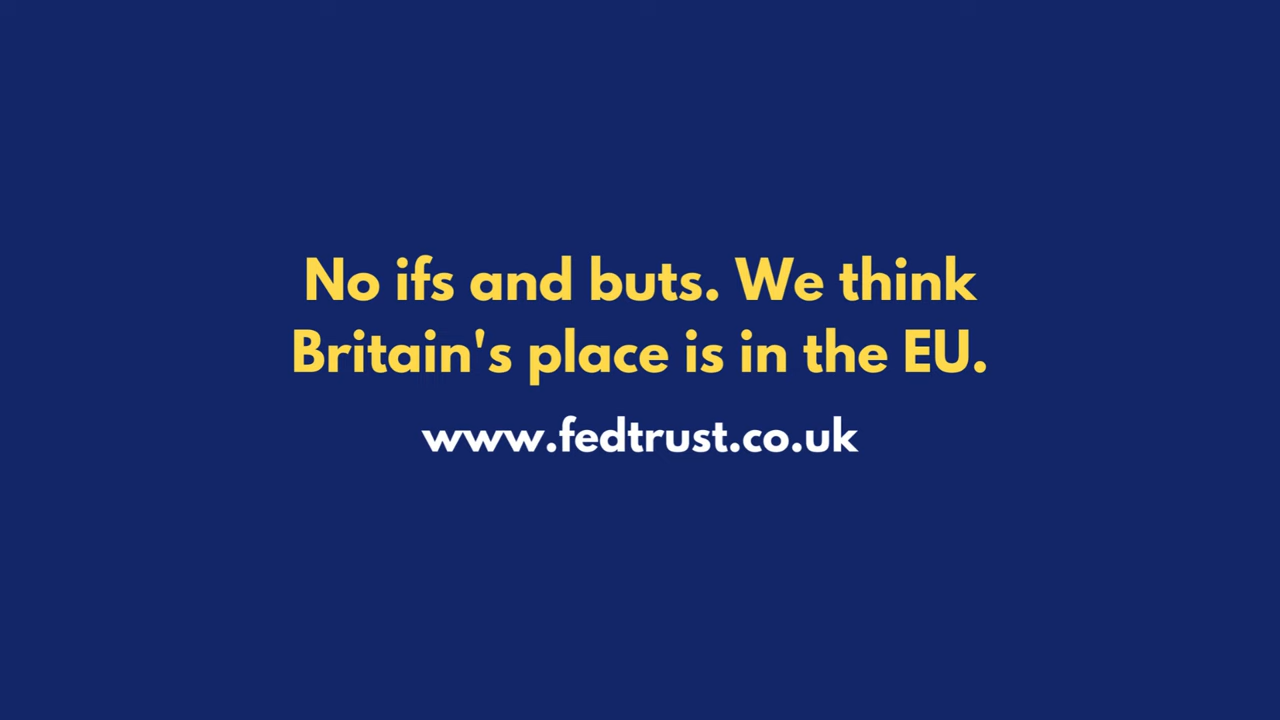 No ifs and buts. We think
Britain's place is in the EU.
www.fedtrust.co.uk